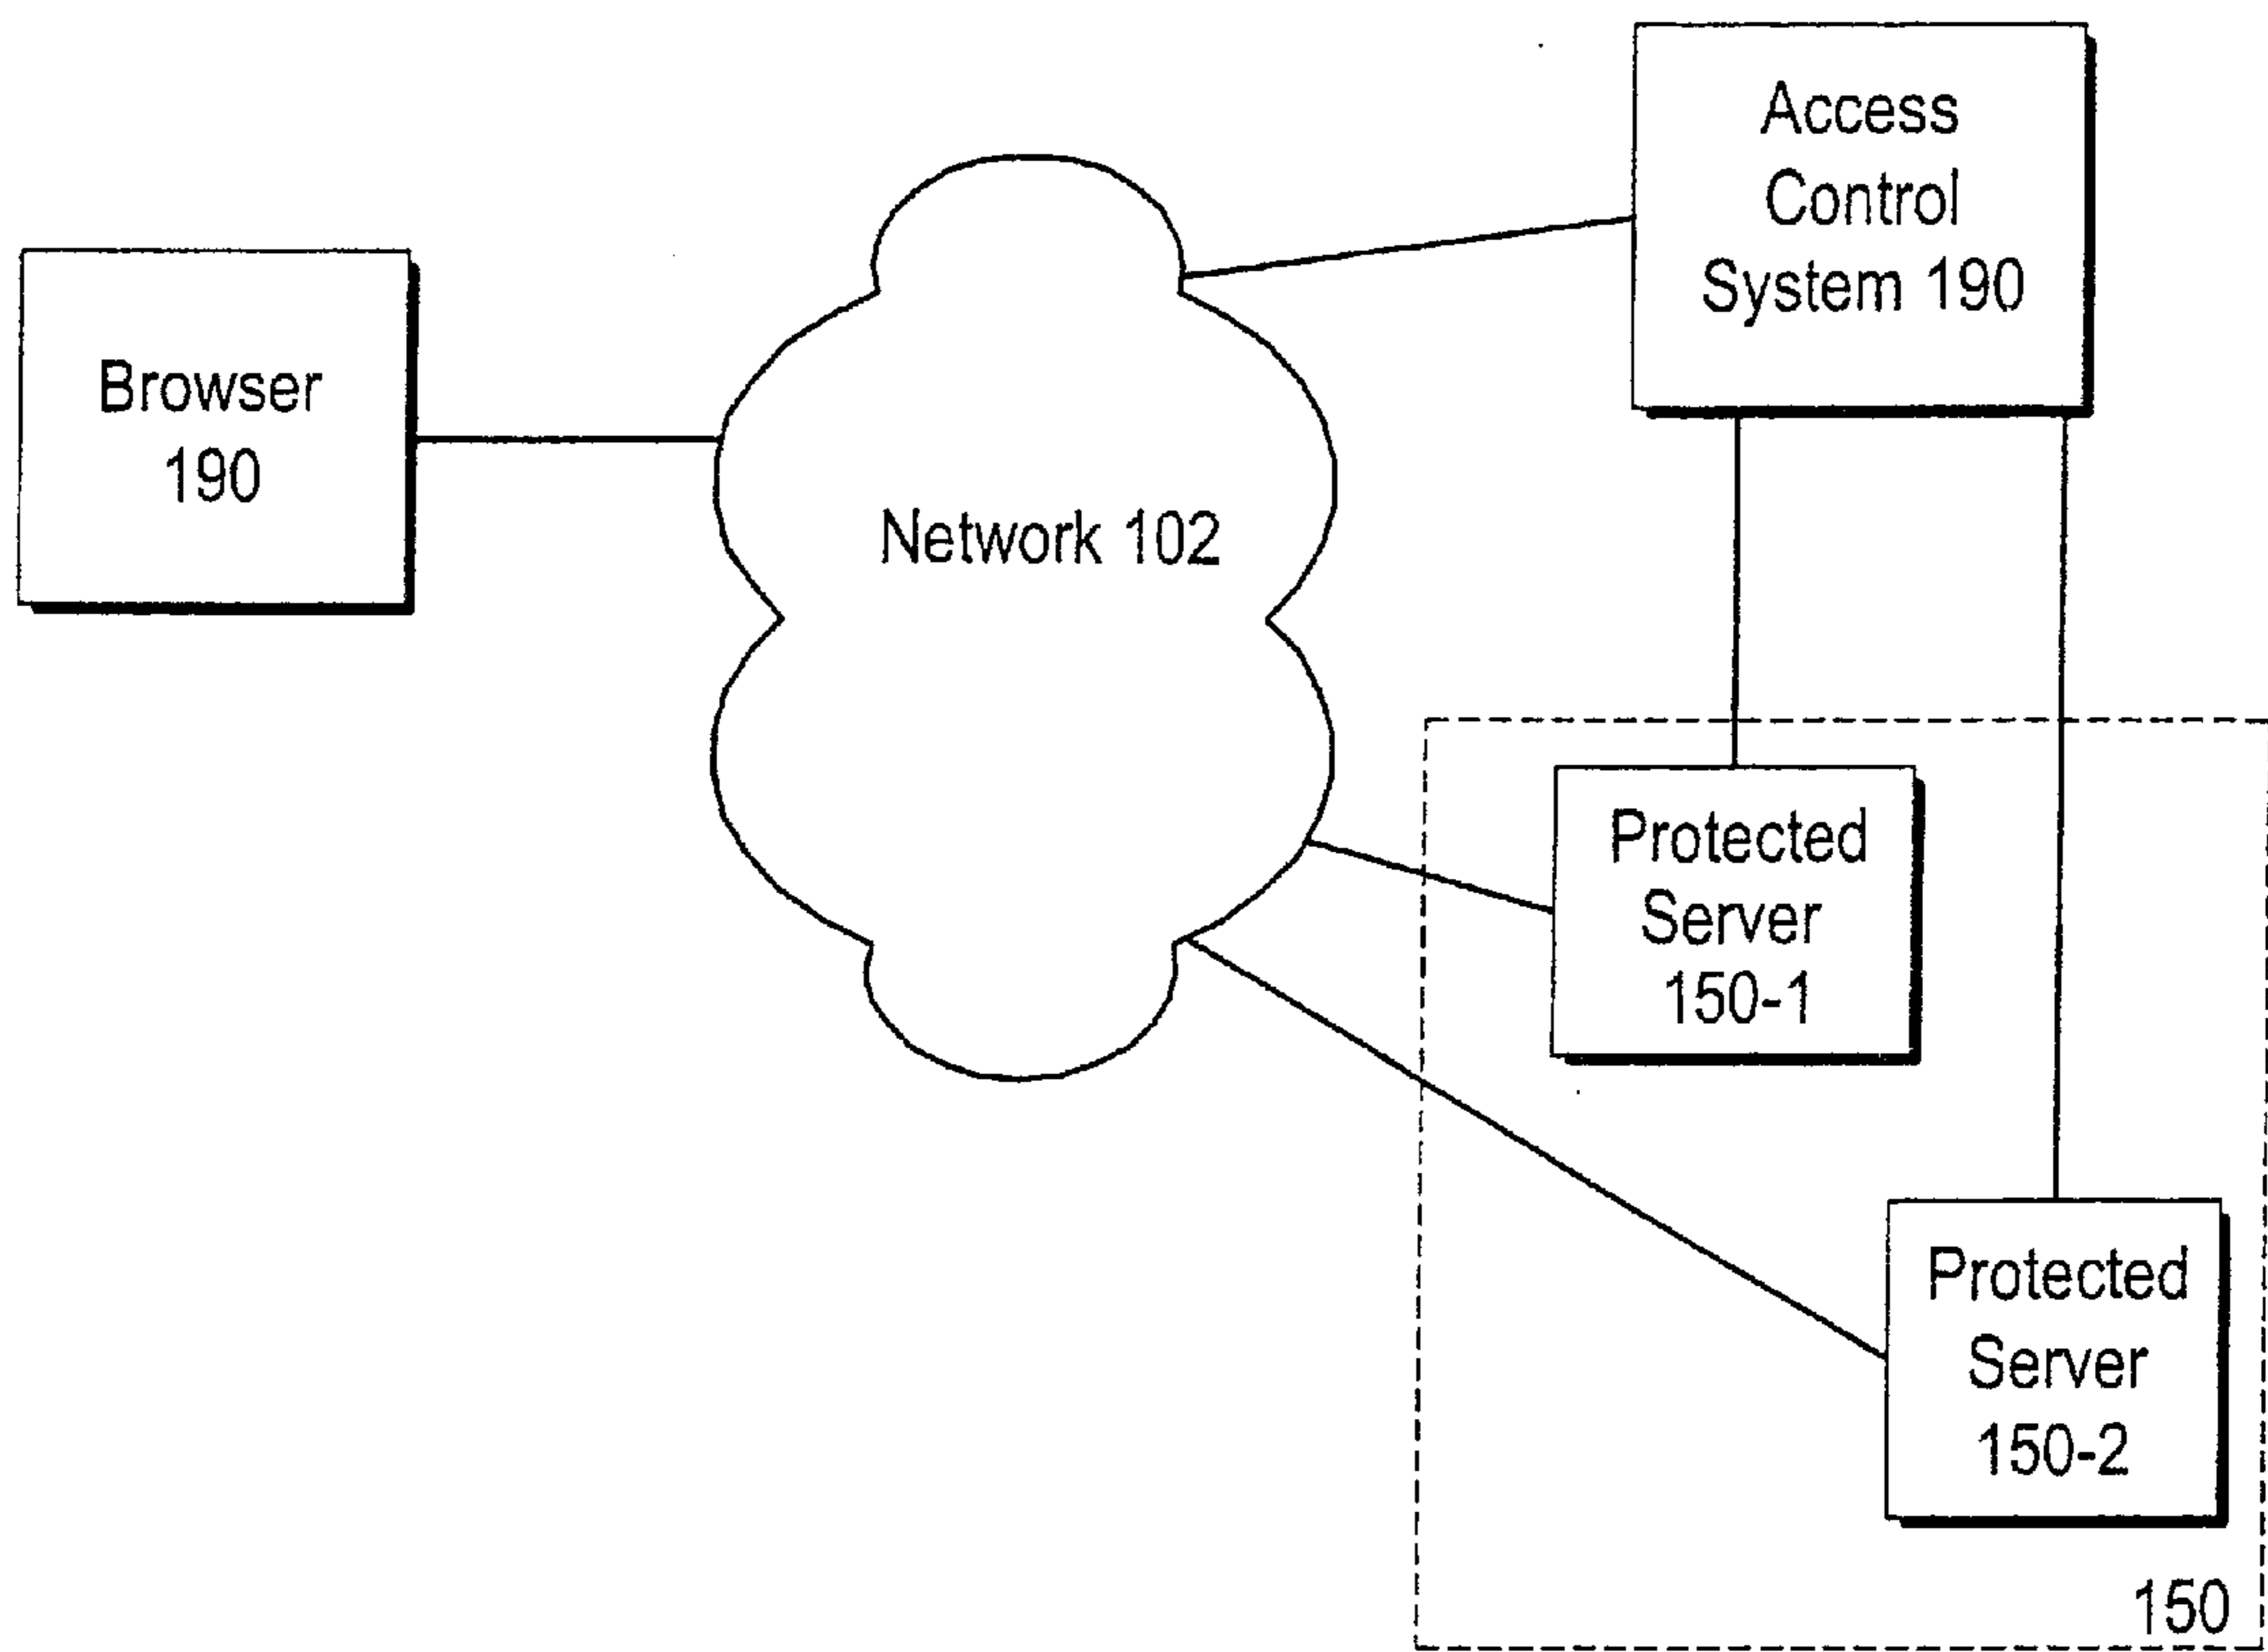 Access
Control
System 190
Browser
190
Network 102
Protected
Server
150-1
Protected
Server
150-2
150